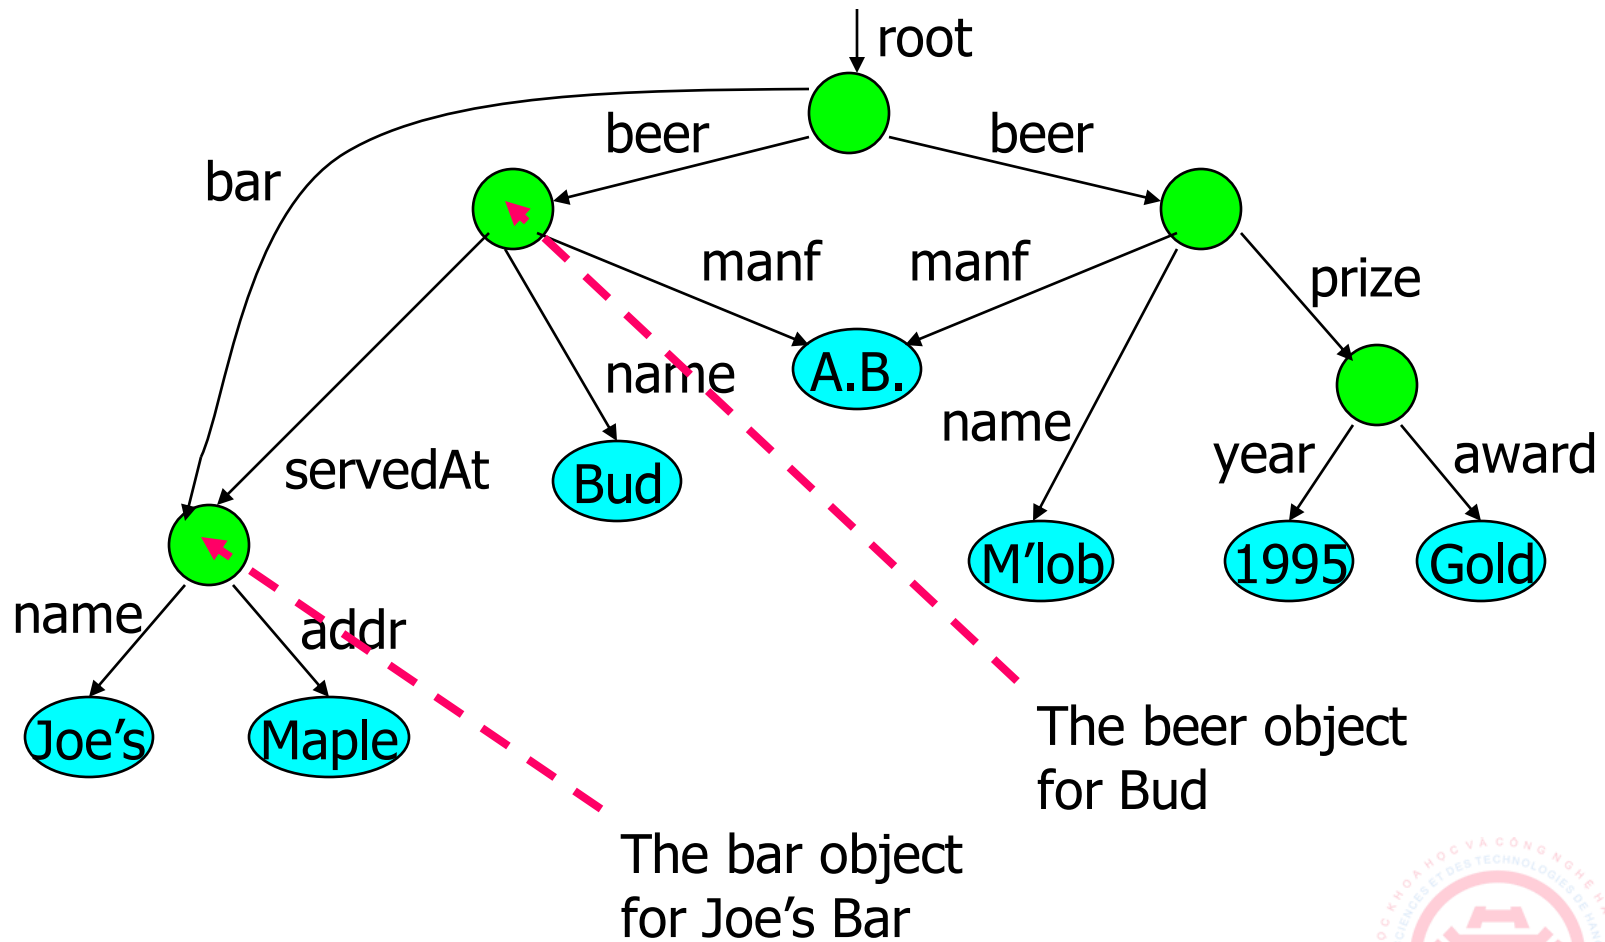 root
beer
beer
bar
manf
manf
prize
name
A.B.
name
year
award
servedAt
Bud
M’lob
1995
Gold
name
addr
Joe’s
Maple
The beer object
for Bud
The bar object
for Joe’s Bar